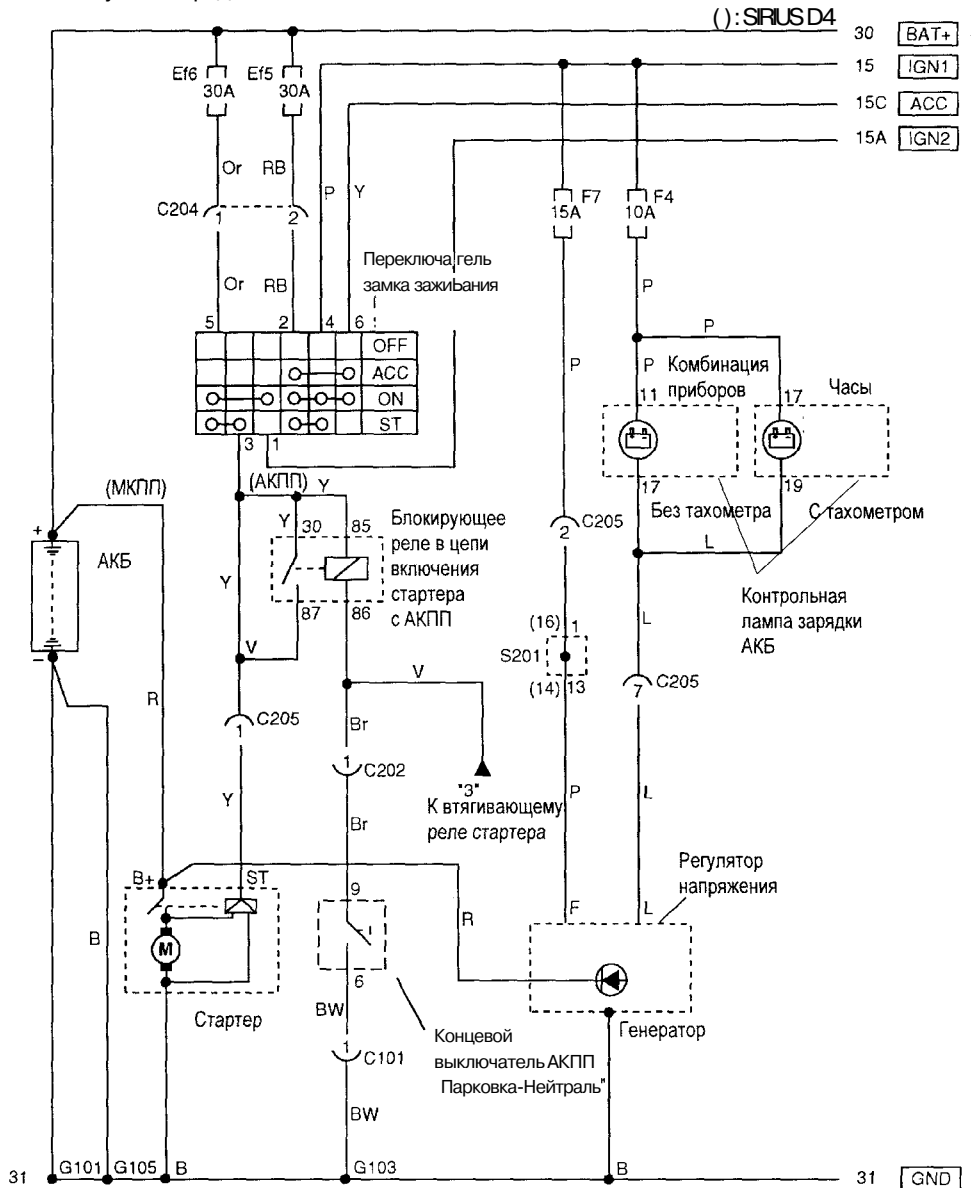 ( ) : SIRIUS D4
30 BAT+
15 IGN1
15C ACC
15A IGN2
Ef6 30A
Ef5 30A
Or RB P Y
C204 1 2
F7 15A
F4 10A
Or RB
Переключа гель
замка зажиьания
P
P
5 2 4 6
OFF
ACC
ON
ST
3 1
P
P
Комбинация
приборов
11
17
Часы
17
19
Без тахометра
С тахометром
L
(МКПП)
(АКПП)
Y
Y 30 85
87 86
Блокирующее
реле в цепи
включения
стартера
с АКПП
+
АКБ
–
Y
V
V
R
C205
2
Контрольная
лампа зарядки
АКБ
L
(16) 1
S201
(14) 13
C205
7
C205
1
Br
1
C202
"3"
К втягивающему
реле стартера
Y
Br
P
L
Регулятор
напряжения
B+
ST
M
Стартер
B
9
6
R
F
L
Генератор
BW
1
C101
Концевой
выключатель АКПП
Парковка-Нейтраль"
BW
31
G101
G105
B
G103
B
31 GND